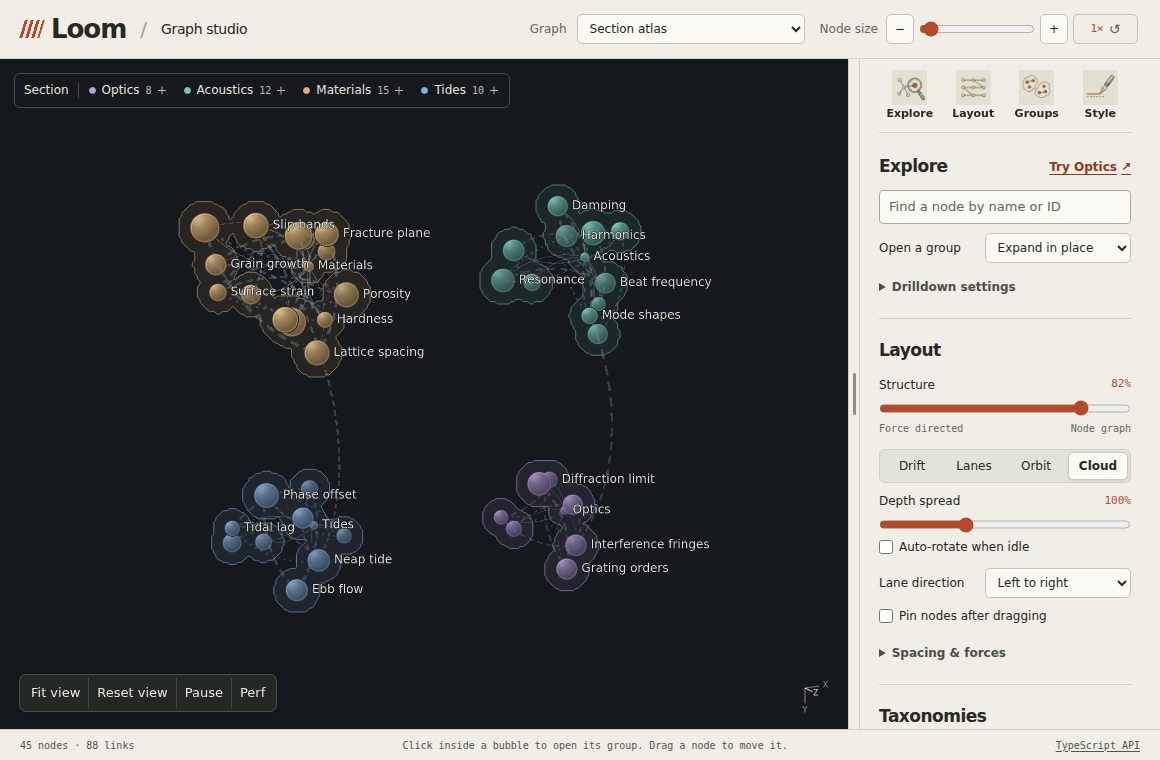 Loom / Graph studio
Graph Section atlas Node size − + 1× ↺
Section Optics 8 + Acoustics 12 + Materials 15 + Tides 10 +
Slip bands
Fracture plane
Grain growth
Materials
Surface strain
Porosity
Hardness
Lattice spacing
Damping
Harmonics
Acoustics
Resonance
Beat frequency
Mode shapes
Phase offset
Tidal lag
Tides
Neap tide
Ebb flow
Diffraction limit
Optics
Interference fringes
Grating orders
Fit view Reset view Pause Perf
X
Z
Y
Explore Layout Groups Style
Explore Try Optics ↗
Find a node by name or ID
Open a group Expand in place
Drilldown settings
Layout
Structure 82%
Force directed Node graph
Drift Lanes Orbit Cloud
Depth spread 100%
Auto-rotate when idle
Lane direction Left to right
Pin nodes after dragging
Spacing & forces
Taxonomies
45 nodes · 88 links
Click inside a bubble to open its group. Drag a node to move it.
TypeScript API